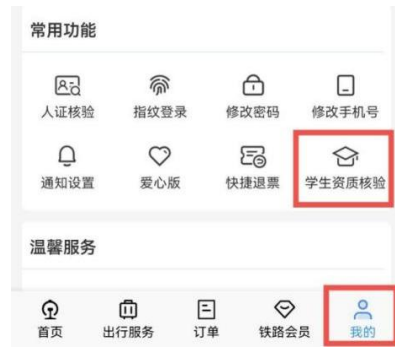 常用功能
人证核验 指纹登录 修改密码 修改手机号
通知设置 爱心版 快捷退票 学生资质核验
温馨服务
首页 出行服务 订单 铁路会员 我的